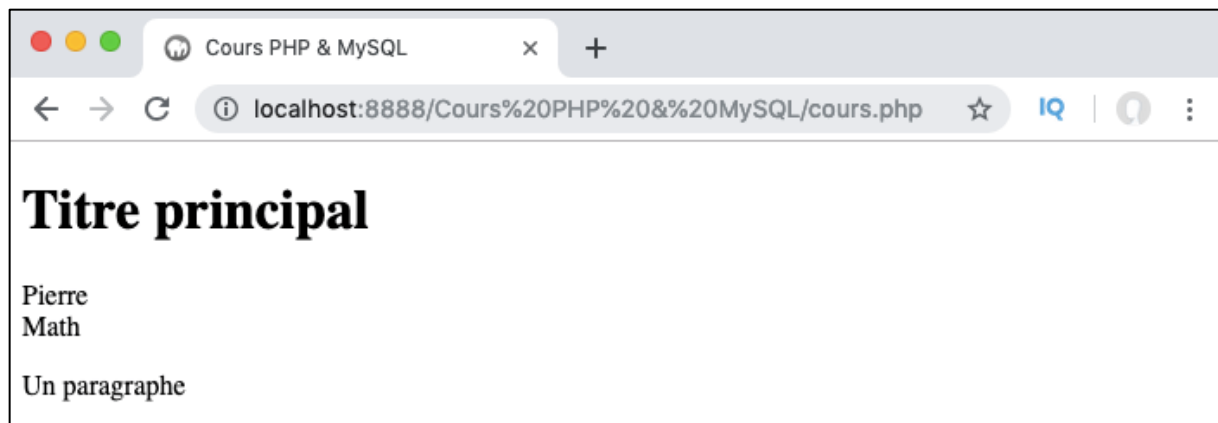 Cours PHP & MySQL
localhost:8888/Cours%20PHP%20&%20MySQL/cours.php
IQ
Titre principal
Pierre
Math
Un paragraphe